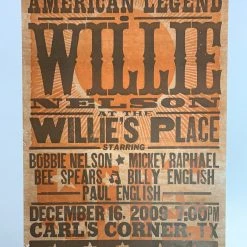 AMERICAN LEGEND
WILLIE
NELSON
AT THE
WILLIE'S PLACE
STARRING
BOBBIE NELSON ★ MICKEY RAPHAEL
BEE SPEARS ♫ BILLY ENGLISH
PAUL ENGLISH
DECEMBER 16, 2009 7:00PM
CARL'S CORNER, TX